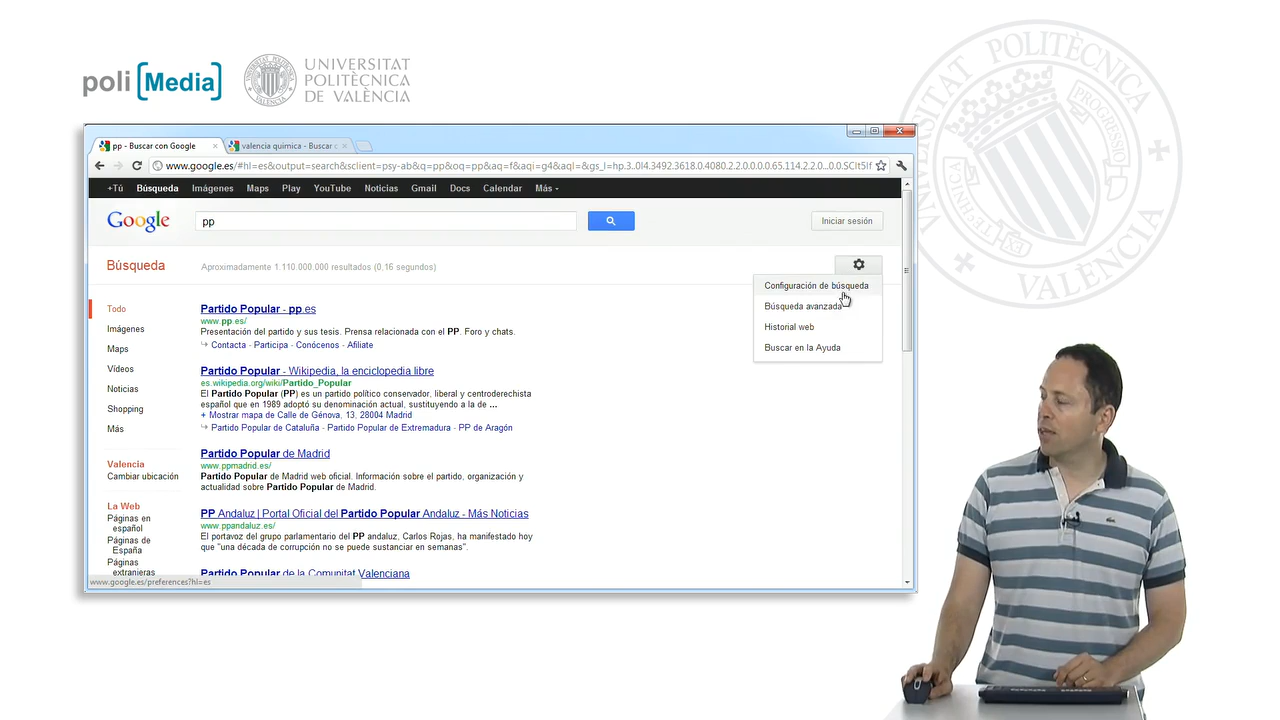 poli[Media]
UNIVERSITAT
POLITÈCNICA
DE VALÈNCIA
UNIVERSITAT POLITÈCNICA DE VALÈNCIA
PROGRESSIO
EX TECHNICA
pp - Buscar con Google
valencia quimica - Buscar c
www.google.es/#hl=es&output=search&sclient=psy-ab&q=pp&oq=pp&aq=f&aqi=g4&aql=&gs_l=hp.3..0l4.3492.3618.0.4080.2.2.0.0.0.0.65.114.2.2.0...0.0.SClt5lf
+Tú Búsqueda Imágenes Maps Play YouTube Noticias Gmail Docs Calendar Más
Google
pp
Iniciar sesión
Búsqueda
Aproximadamente 1.110.000.000 resultados (0,16 segundos)
Configuración de búsqueda
Búsqueda avanzada
Historial web
Buscar en la Ayuda
Todo
Imágenes
Maps
Vídeos
Noticias
Shopping
Más
Valencia
Cambiar ubicación
La Web
Páginas en
español
Páginas de
España
Páginas
extranjeras
Partido Popular - pp.es
www.pp.es/
Presentación del partido y sus tesis. Prensa relacionada con el PP. Foro y chats.
Contacta - Participa - Conócenos - Afiliate
Partido Popular - Wikipedia, la enciclopedia libre
es.wikipedia.org/wiki/Partido_Popular
El Partido Popular (PP) es un partido político conservador, liberal y centroderechista
español que en 1989 adoptó su denominación actual, sustituyendo a la de ...
+ Mostrar mapa de Calle de Génova, 13, 28004 Madrid
Partido Popular de Cataluña - Partido Popular de Extremadura - PP de Aragón
Partido Popular de Madrid
www.ppmadrid.es/
Partido Popular de Madrid web oficial. Información sobre el partido, organización y
actualidad sobre Partido Popular de Madrid.
PP Andaluz | Portal Oficial del Partido Popular Andaluz - Más Noticias
www.ppandaluz.es/
El portavoz del grupo parlamentario del PP andaluz, Carlos Rojas, ha manifestado hoy
que "una década de corrupción no se puede sustanciar en semanas".
Partido Popular de la Comunitat Valenciana
www.google.es/preferences?hl=es